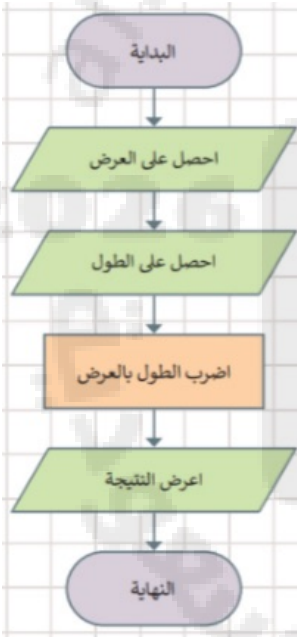 البداية
احصل على العرض
احصل على الطول
اضرب الطول بالعرض
اعرض النتيجة
النهاية